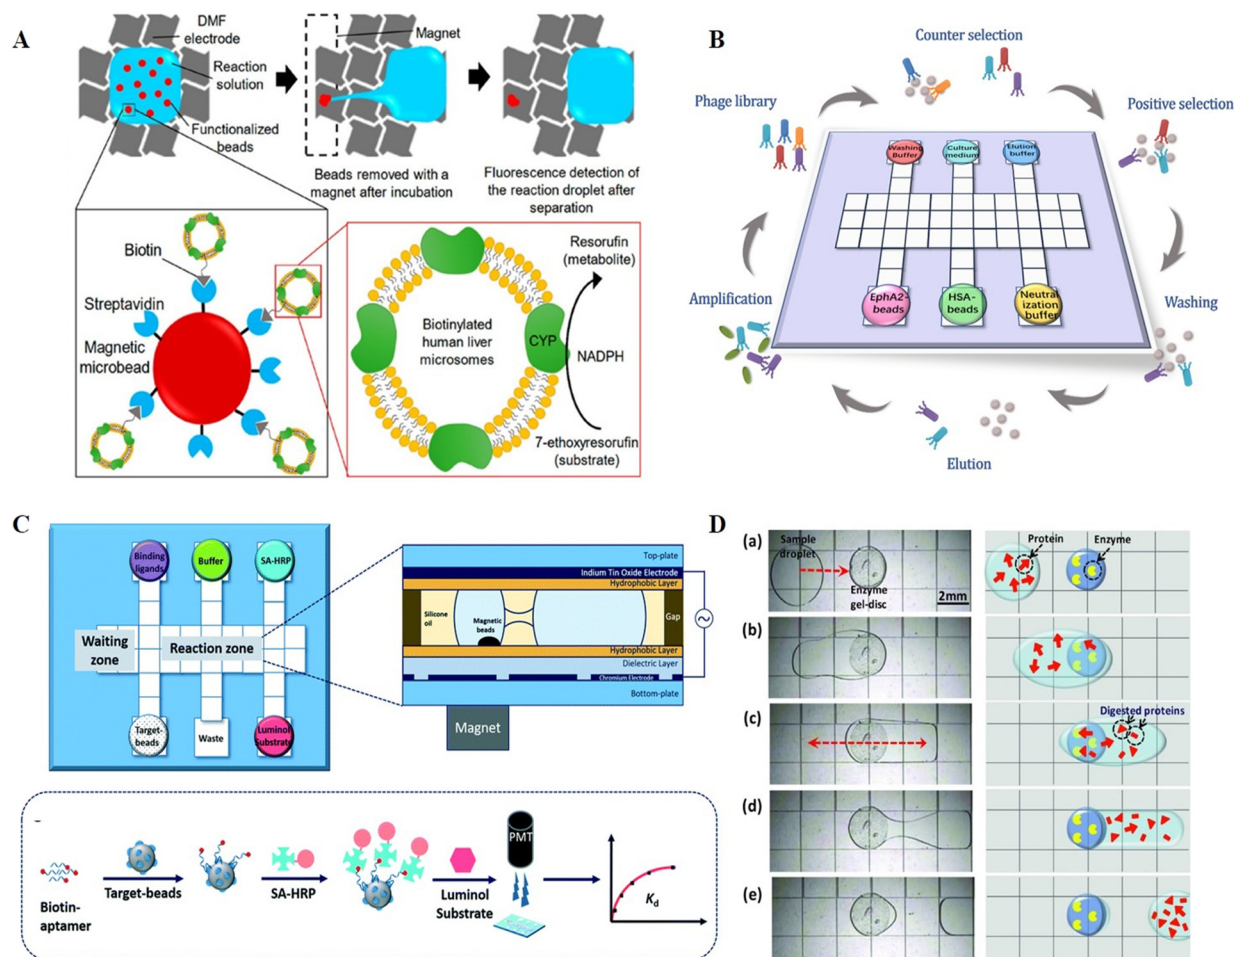 A
DMF
electrode
Reaction
solution
Functionalized
beads
Magnet
Beads removed with a
magnet after incubation
Fluorescence detection of
the reaction droplet after
separation
Biotin
Streptavidin
Magnetic
microbead
Biotinylated
human liver
microsomes
CYP
Resorufin
(metabolite)
NADPH
7-ethoxyresorufin
(substrate)
B
Counter selection
Phage library
Positive selection
Washing
Buffer
Culture
medium
Elution
buffer
EphA2-
beads
HSA-
beads
Neutral
ization
buffer
Amplification
Washing
Elution
C
Binding
ligands
Buffer
SA-HRP
Waiting
zone
Reaction zone
Target-
beads
Waste
Luminol
Substrate
Top-plate
Indium Tin Oxide Electrode
Hydrophobic Layer
Silicone
oil
Magnetic
beads
Gap
Hydrophobic Layer
Dielectric Layer
Chromium Electrode
Bottom-plate
Magnet
Biotin-
aptamer
Target-beads
SA-HRP
Luminol
Substrate
PMT
Kd
D
(a)
Sample
droplet
Enzyme
gel-disc
2mm
Protein
Enzyme
(b)
(c)
Digested proteins
(d)
(e)